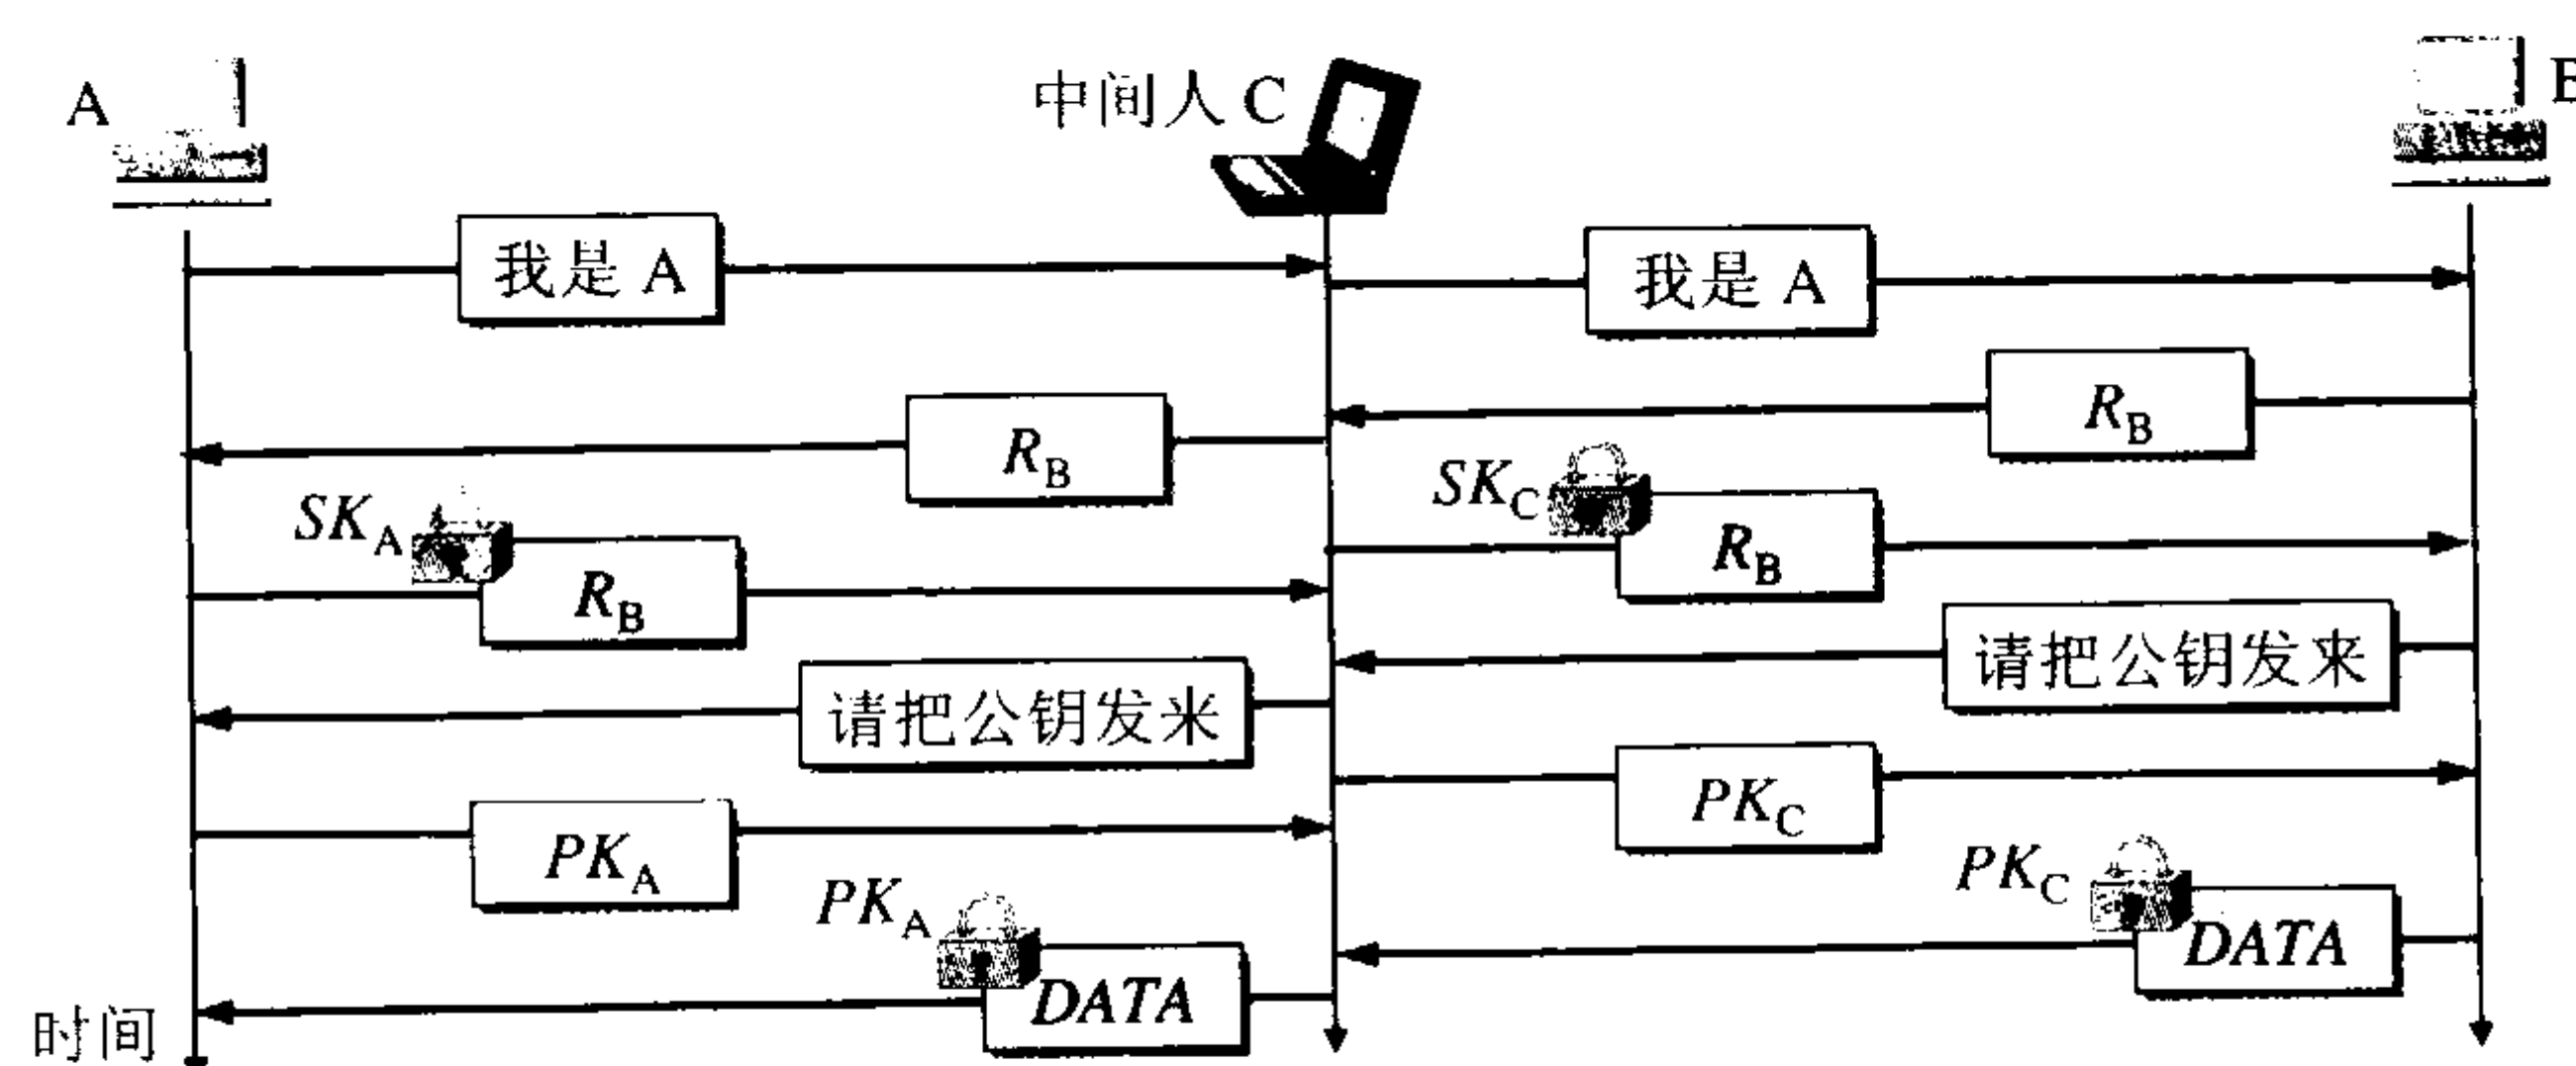 A
中间人 C
B
我是 A
我是 A
R_B
R_B
SK_C
R_B
SK_A
R_B
请把公钥发来
请把公钥发来
PK_C
PK_A
PK_C
DATA
PK_A
DATA
时间